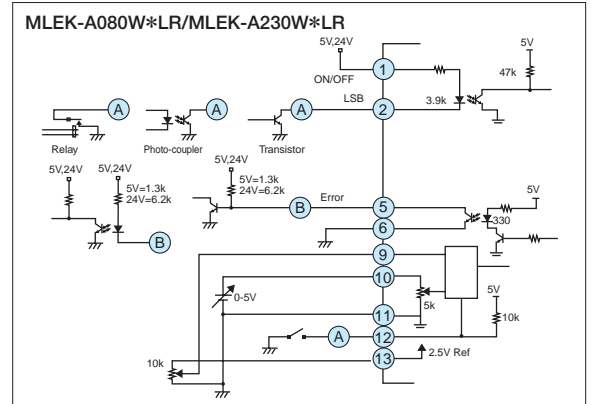 MLEK-A080W*LR/MLEK-A230W*LR
5V,24V
5V
1
ON/OFF
47k
A
A
A
LSB
2
3.9k
Relay
Photo-coupler
Transistor
5V,24V
5V,24V
5V,24V
5V=1.3k
24V=6.2k
5V=1.3k
24V=6.2k
B
Error
5
5V
330
6
B
9
10
0-5V
5k
5V
11
10k
A
12
13
2.5V Ref
10k